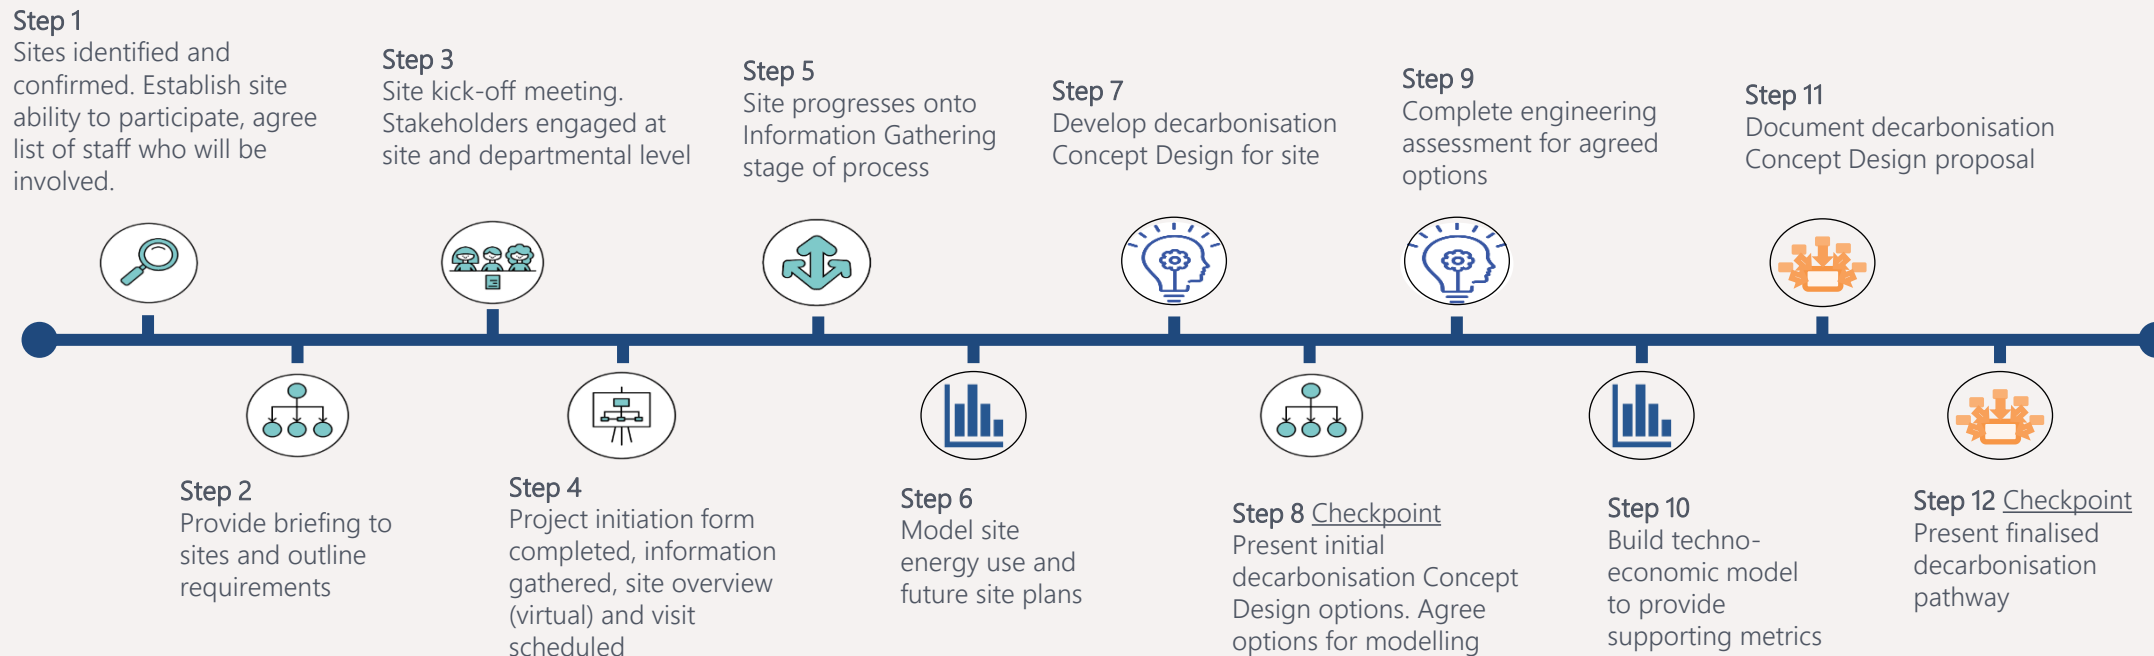 Step 1
Sites identified and
confirmed. Establish site
ability to participate, agree
list of staff who will be
involved.
Step 2
Provide briefing to
sites and outline
requirements
Step 3
Site kick-off meeting.
Stakeholders engaged at
site and departmental level
Step 4
Project initiation form
completed, information
gathered, site overview
(virtual) and visit
scheduled
Step 5
Site progresses onto
Information Gathering
stage of process
Step 6
Model site
energy use and
future site plans
Step 7
Develop decarbonisation
Concept Design for site
Step 8 Checkpoint
Present initial
decarbonisation Concept
Design options. Agree
options for modelling
Step 9
Complete engineering
assessment for agreed
options
Step 10
Build techno-
economic model
to provide
supporting metrics
Step 11
Document decarbonisation
Concept Design proposal
Step 12 Checkpoint
Present finalised
decarbonisation
pathway